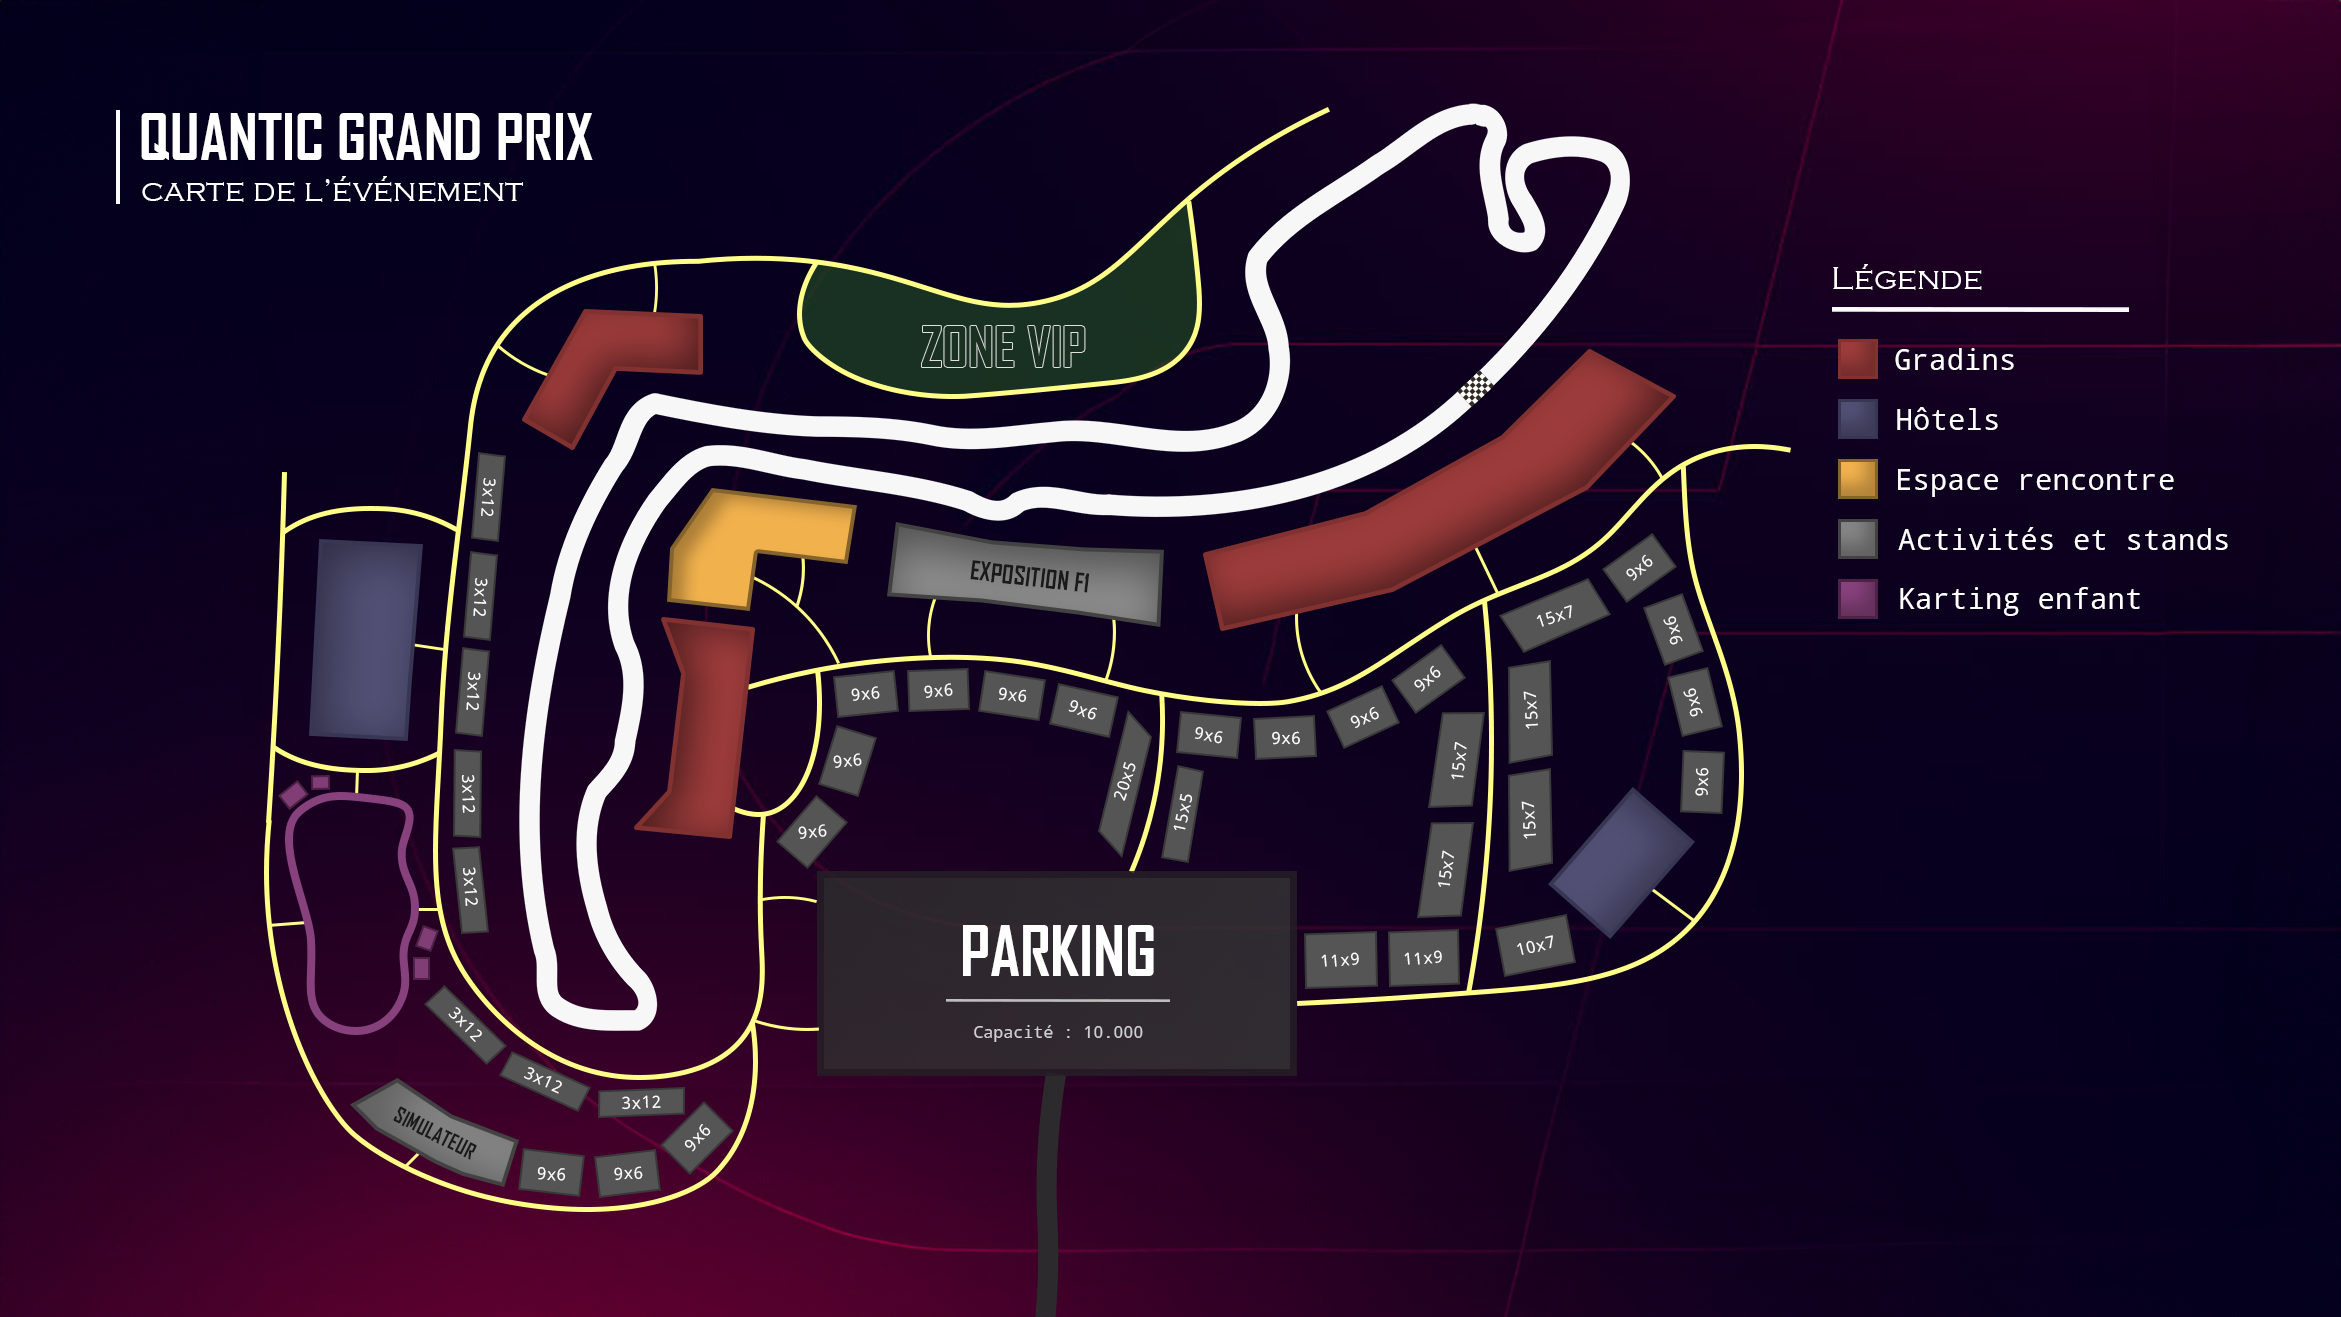 QUANTIC GRAND PRIX
CARTE DE L'ÉVÉNEMENT
ZONE VIP
Légende
Gradins
Hôtels
Espace rencontre
Activités et stands
Karting enfant
3x12
3x12
3x12
3x12
3x12
EXPOSITION F1
9x6
9x6
9x6
9x6
9x6
9x6
20x5
15x5
9x6
9x6
9x6
9x6
15x7
15x7
15x7
9x6
9x6
9x6
9x6
15x7
15x7
10x7
11x9
11x9
PARKING
Capacité : 10.000
3x12
3x12
3x12
SIMULATEUR
9x6
9x6
9x6